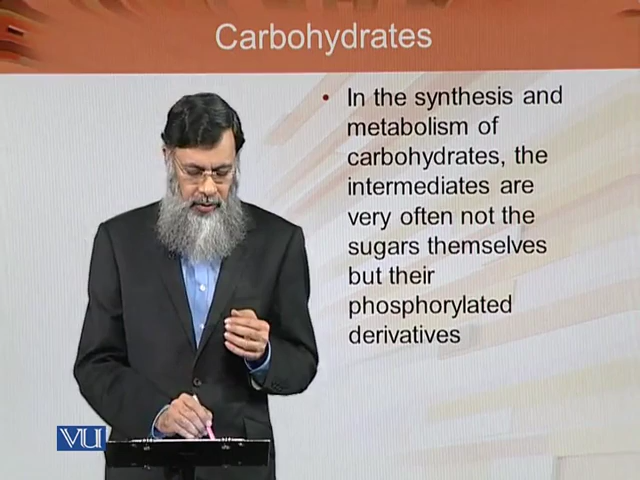 Carbohydrates
• In the synthesis and
metabolism of
carbohydrates, the
intermediates are
very often not the
sugars themselves
but their
phosphorylated
derivatives
VU